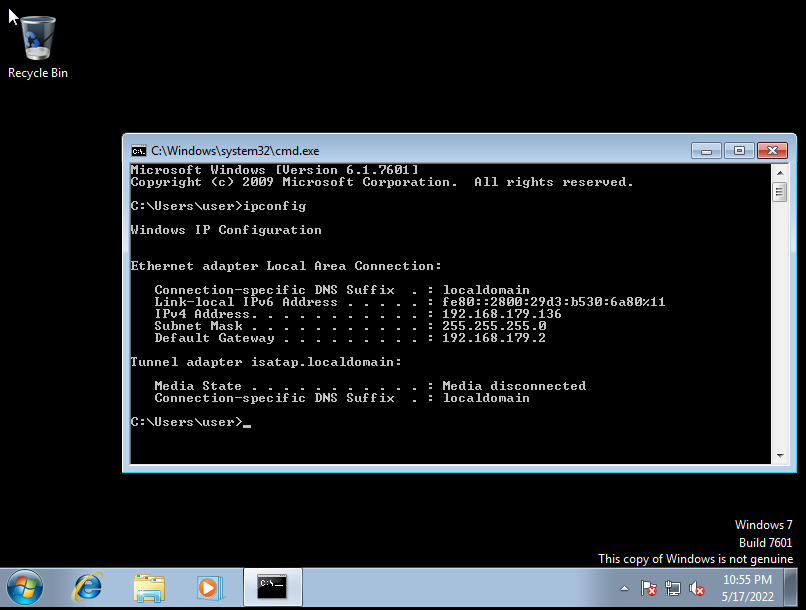 Recycle Bin
C:\Windows\system32\cmd.exe
Microsoft Windows [Version 6.1.7601]
Copyright (c) 2009 Microsoft Corporation.  All rights reserved.
C:\Users\user>ipconfig
Windows IP Configuration
Ethernet adapter Local Area Connection:
   Connection-specific DNS Suffix  . : localdomain
   Link-local IPv6 Address . . . . . : fe80::2800:29d3:b530:6a80%11
   IPv4 Address. . . . . . . . . . . : 192.168.179.136
   Subnet Mask . . . . . . . . . . . : 255.255.255.0
   Default Gateway . . . . . . . . . : 192.168.179.2
Tunnel adapter isatap.localdomain:
   Media State . . . . . . . . . . . : Media disconnected
   Connection-specific DNS Suffix  . : localdomain
C:\Users\user>_
Windows 7
Build 7601
This copy of Windows is not genuine
10:55 PM
5/17/2022